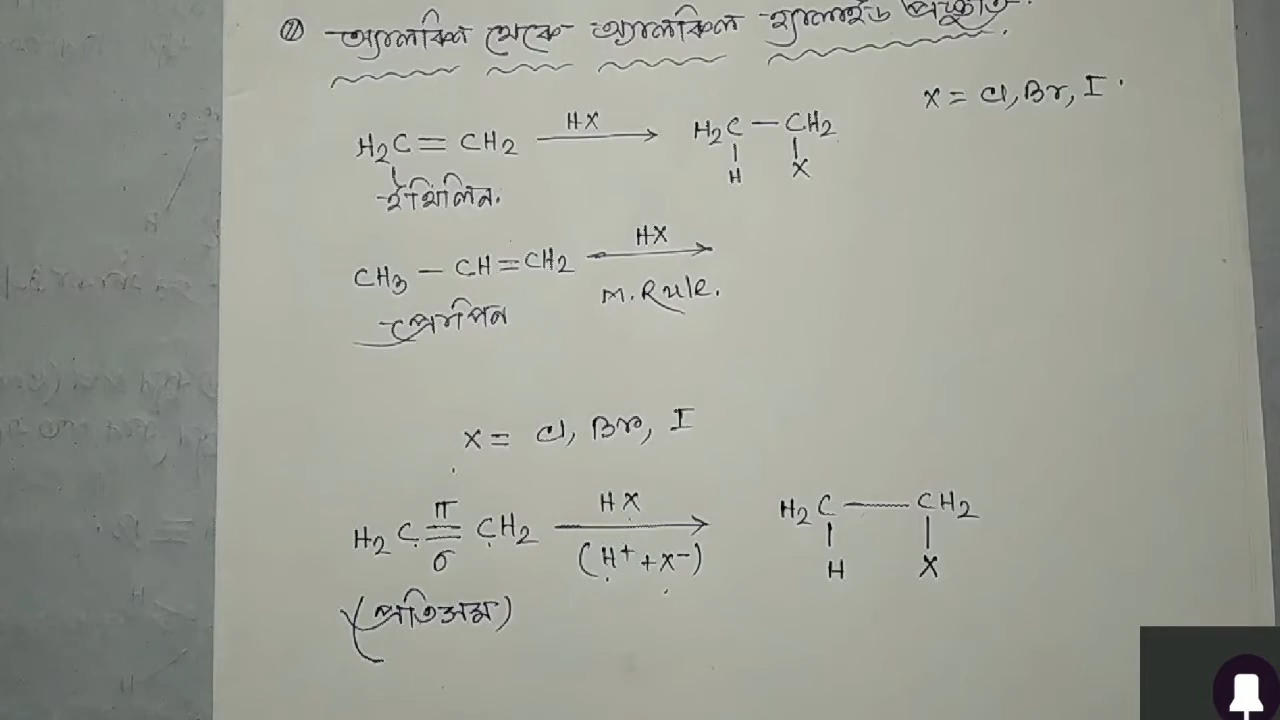 ② অ্যালকিন থেকে অ্যালকিল হ্যালাইড প্রস্তুতি.
X = Cl, Br, I.
H₂C = CH₂ HX → H₂C – CH₂
H X
ইথিলিন.
CH₃ – CH = CH₂ HX →
M. Rule.
প্রোপিন
X = Cl, Br, I
H₂C = CH₂ HX → H₂C — CH₂
π
σ (H⁺ + X⁻)
H X
(প্রতিসম)